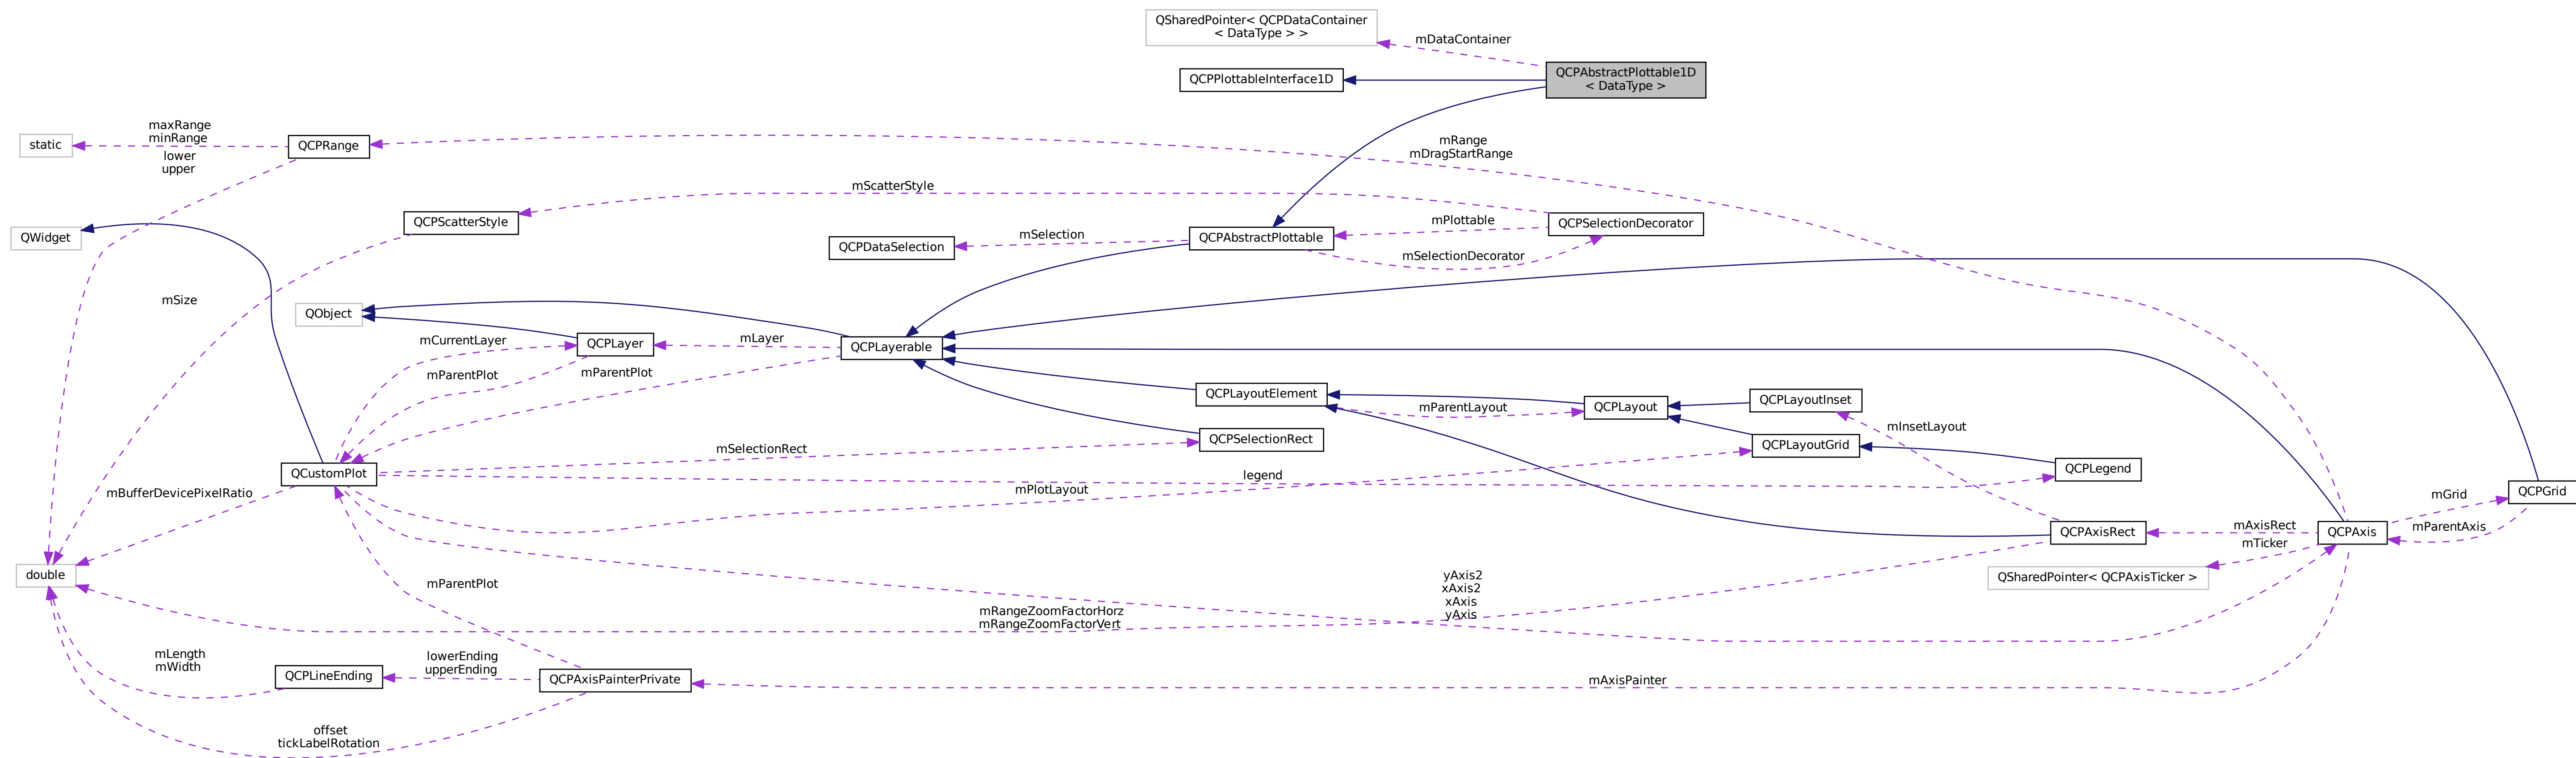 QSharedPointer< QCPDataContainer
< DataType > >
mDataContainer
QCPPlottableInterface1D
QCPAbstractPlottable1D
< DataType >
static
maxRange
minRange
QCPRange
lower
upper
mRange
mDragStartRange
mScatterStyle
QCPScatterStyle
QWidget
QCPDataSelection
mSelection
QCPAbstractPlottable
mPlottable
mSelectionDecorator
QCPSelectionDecorator
mSize
QObject
mCurrentLayer
QCPLayer
mLayer
QCPLayerable
mParentPlot
mParentPlot
QCPLayoutElement
mParentLayout
QCPLayout
QCPLayoutInset
mInsetLayout
QCPSelectionRect
QCPLayoutGrid
mSelectionRect
QCustomPlot
legend
QCPLegend
mPlotLayout
mBufferDevicePixelRatio
mGrid
QCPGrid
mParentAxis
QCPAxisRect
mAxisRect
QCPAxis
mTicker
QSharedPointer< QCPAxisTicker >
double
mParentPlot
yAxis2
xAxis2
xAxis
yAxis
mRangeZoomFactorHorz
mRangeZoomFactorVert
mLength
mWidth
QCPLineEnding
lowerEnding
upperEnding
QCPAxisPainterPrivate
mAxisPainter
offset
tickLabelRotation